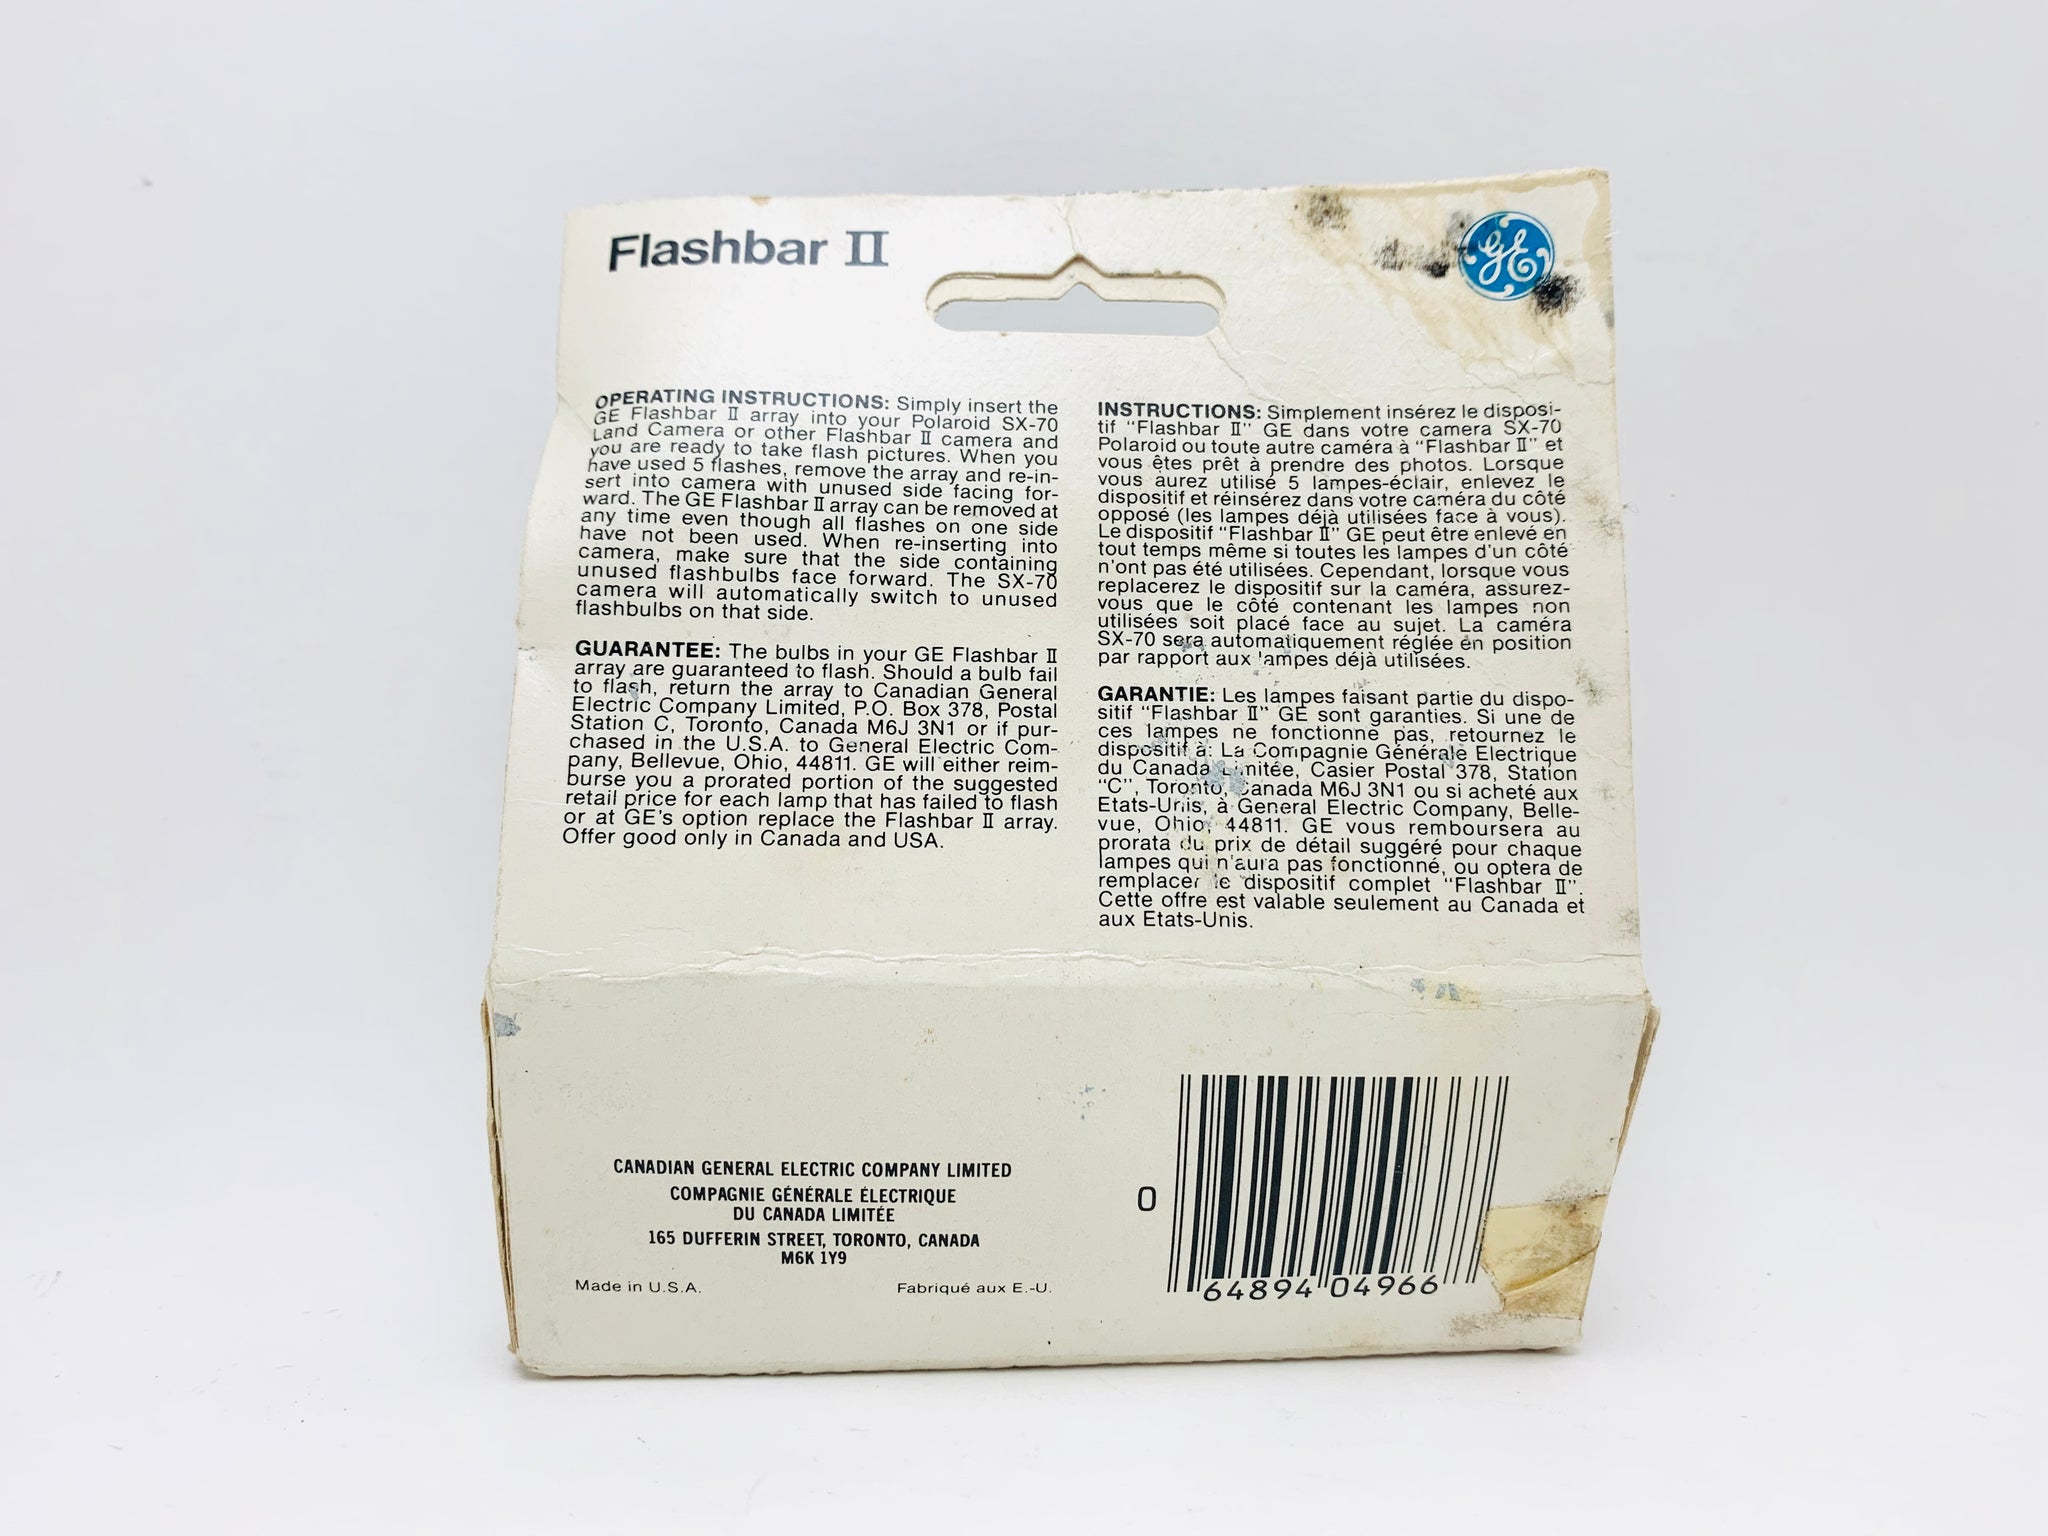 Flashbar II
GE
OPERATING INSTRUCTIONS: Simply insert the
GE Flashbar II array into your Polaroid SX-70
Land Camera or other Flashbar II camera and
you are ready to take flash pictures. When you
have used 5 flashes, remove the array and re-in-
sert into camera with unused side facing for-
ward. The GE Flashbar II array can be removed at
any time even though all flashes on one side
have not been used. When re-inserting into
camera, make sure that the side containing
unused flashbulbs face forward. The SX-70
camera will automatically switch to unused
flashbulbs on that side.
GUARANTEE: The bulbs in your GE Flashbar II
array are guaranteed to flash. Should a bulb fail
to flash, return the array to Canadian General
Electric Company Limited, P.O. Box 378, Postal
Station C, Toronto, Canada M6J 3N1 or if pur-
chased in the U.S.A. to General Electric Com-
pany, Bellevue, Ohio, 44811. GE will either reim-
burse you a prorated portion of the suggested
retail price for each lamp that has failed to flash
or at GE's option replace the Flashbar II array.
Offer good only in Canada and USA.
INSTRUCTIONS: Simplement insérez le disposi-
tif "Flashbar II" GE dans votre camera SX-70
Polaroid ou toute autre caméra à "Flashbar II" et
vous êtes prêt à prendre des photos. Lorsque
vous aurez utilisé 5 lampes-éclair, enlevez le
dispositif et réinsérez dans votre caméra du côté
opposé (les lampes déjà utilisées face à vous).
Le dispositif "Flashbar II" GE peut être enlevé en
tout temps même si toutes les lampes d'un côté
n'ont pas été utilisées. Cependant, lorsque vous
replacerez le dispositif sur la caméra, assurez-
vous que le côté contenant les lampes non
utilisées soit placé face au sujet. La caméra
SX-70 sera automatiquement réglée en position
par rapport aux lampes déjà utilisées.
GARANTIE: Les lampes faisant partie du dispo-
sitif "Flashbar II" GE sont garanties. Si une de
ces lampes ne fonctionne pas, retournez le
dispositif à: La Compagnie Générale Electrique
du Canada Limitée, Casier Postal 378, Station
"C", Toronto, Canada M6J 3N1 ou si acheté aux
Etats-Unis, à General Electric Company, Belle-
vue, Ohio, 44811. GE vous remboursera au
prorata du prix de détail suggéré pour chaque
lampes qui n'aura pas fonctionné, ou optera de
remplacer le dispositif complet "Flashbar II".
Cette offre est valable seulement au Canada et
aux Etats-Unis.
CANADIAN GENERAL ELECTRIC COMPANY LIMITED
COMPAGNIE GÉNÉRALE ÉLECTRIQUE
DU CANADA LIMITÉE
165 DUFFERIN STREET, TORONTO, CANADA
M6K 1Y9
Made in U.S.A. Fabriqué aux E.-U.
0 64894 04966